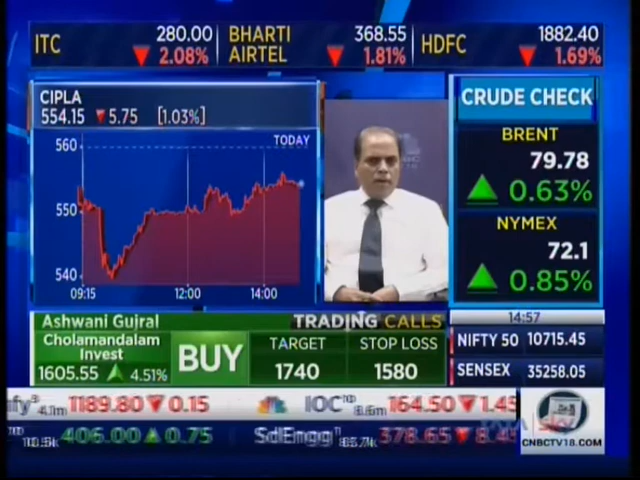 ITC 280.00 2.08%
BHARTI AIRTEL 368.55 1.81%
HDFC 1882.40 1.69%
CIPLA
554.15 5.75 [1.03%]
TODAY
560
550
540
09:15 12:00 14:00
CRUDE CHECK
BRENT
79.78
0.63%
NYMEX
72.1
0.85%
14:57
Ashwani Gujral TRADING CALLS
Cholamandalam
Invest
1605.55 4.51%
BUY
TARGET
1740
STOP LOSS
1580
NIFTY 50 10715.45
SENSEX 35258.05
1189.80 0.15 IOC 164.50 1.45
406.00 0.75 SdEngg 378.65
sky
CNBCTV18.COM